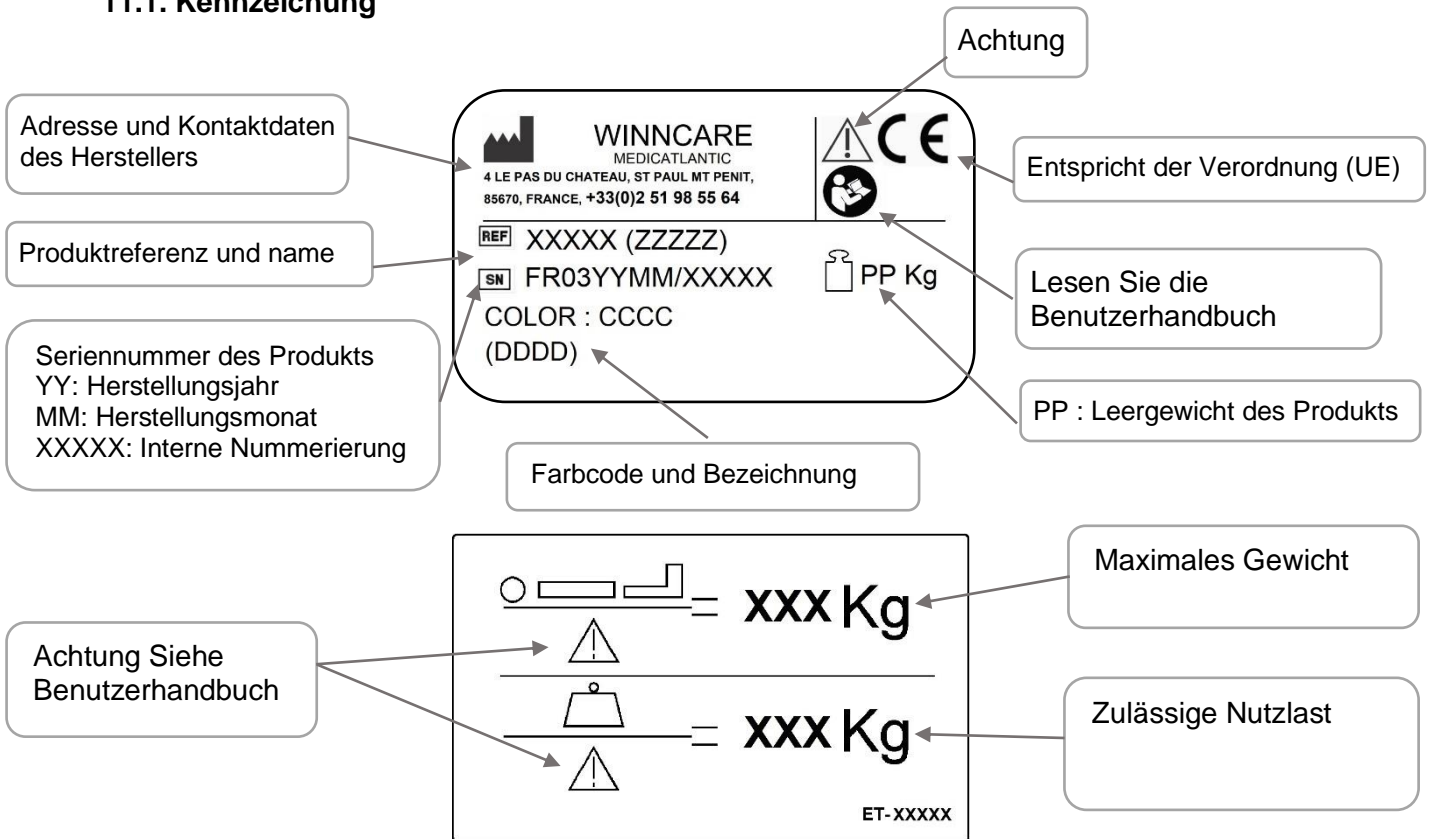 11.1. Kennzeichung
Achtung
Adresse und Kontaktdaten
des Herstellers
WINNCARE
MEDICATLANTIC
4 LE PAS DU CHATEAU, ST PAUL MT PENIT,
85670, FRANCE, +33(0)2 51 98 55 64
CE
Entspricht der Verordnung (UE)
Produktreferenz und name
REF XXXXX (ZZZZZ)
SN FR03YYMM/XXXXX
PP Kg
COLOR : CCCC
(DDDD)
Lesen Sie die
Benutzerhandbuch
Seriennummer des Produkts
YY: Herstellungsjahr
MM: Herstellungsmonat
XXXXX: Interne Nummerierung
PP : Leergewicht des Produkts
Farbcode und Bezeichnung
= XXX Kg
Maximales Gewicht
Achtung Siehe
Benutzerhandbuch
= XXX Kg
Zulässige Nutzlast
ET-XXXXX